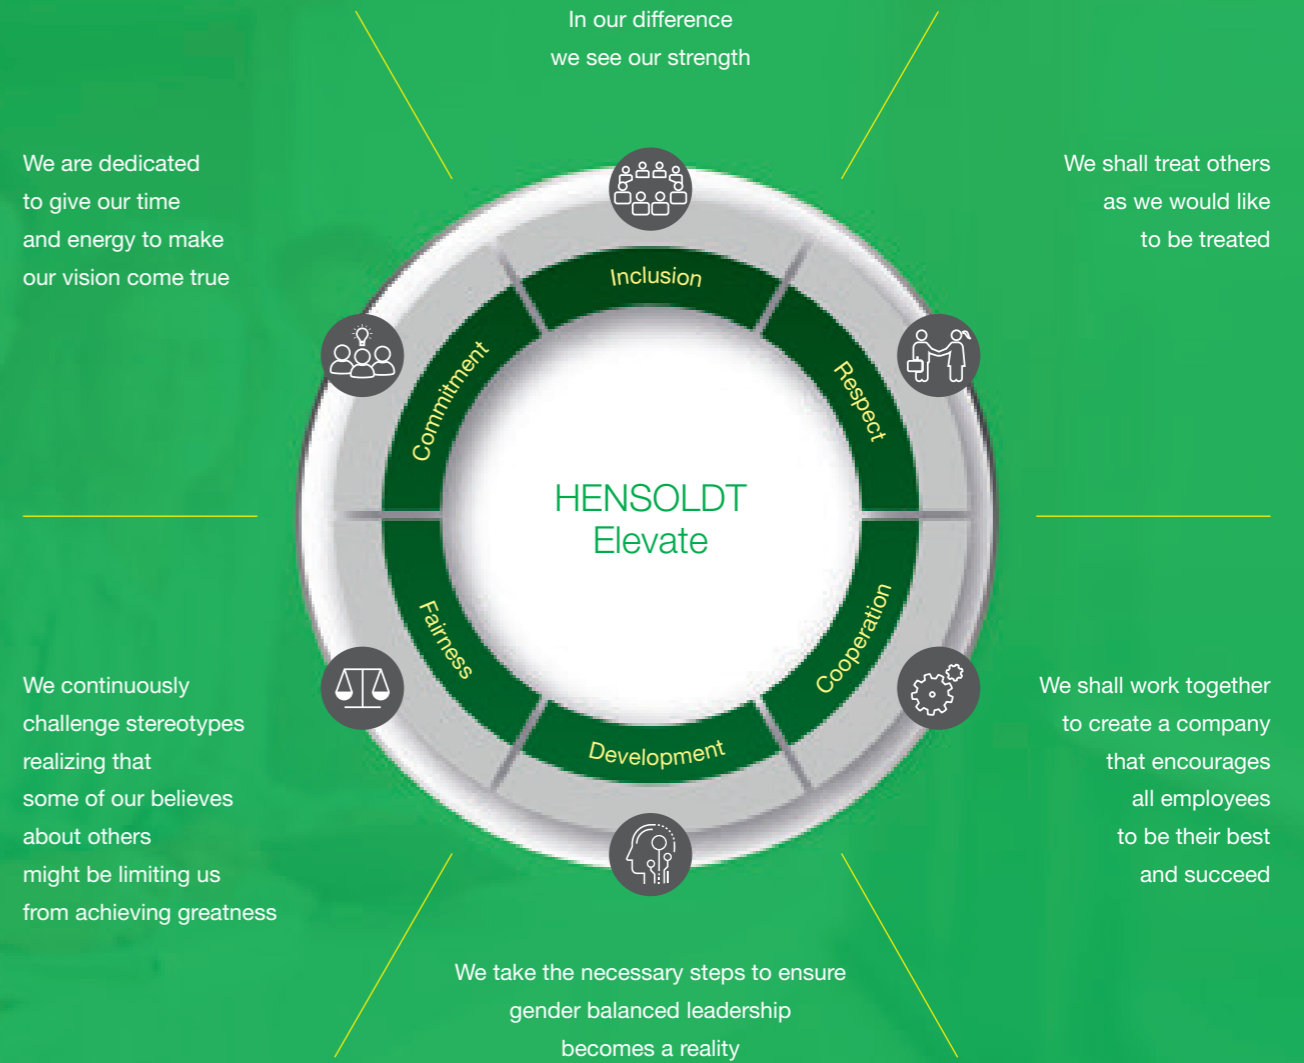 In our difference
we see our strength
We are dedicated
to give our time
and energy to make
our vision come true
We shall treat others
as we would like
to be treated
Inclusion
Commitment
Respect
HENSOLDT
Elevate
Fairness
Cooperation
Development
We continuously
challenge stereotypes
realizing that
some of our believes
about others
might be limiting us
from achieving greatness
We shall work together
to create a company
that encourages
all employees
to be their best
and succeed
We take the necessary steps to ensure
gender balanced leadership
becomes a reality